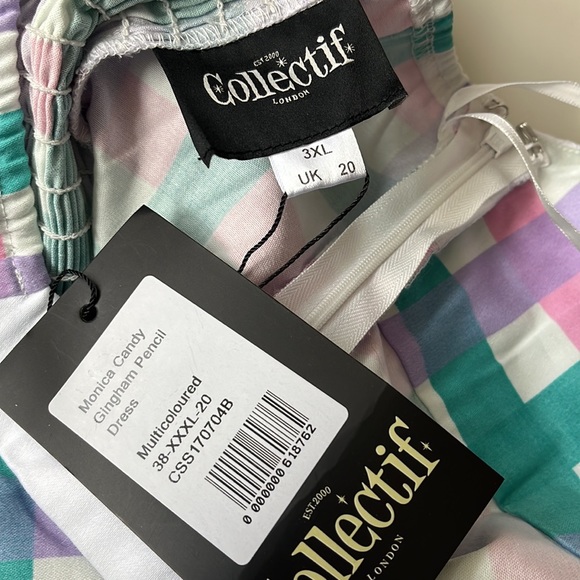 EST. 2000
Collectif
LONDON
3XL
UK 20
Monica Candy
Gingham Pencil
Dress
Multicoloured
38-XXXL-20
CSS170704B
0 000000 618762
EST. 2000
Collectif
LONDON